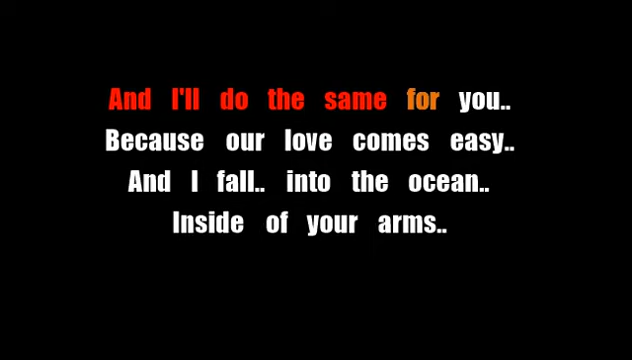 And I'll do the same for you..
Because our love comes easy..
And I fall.. into the ocean..
Inside of your arms..